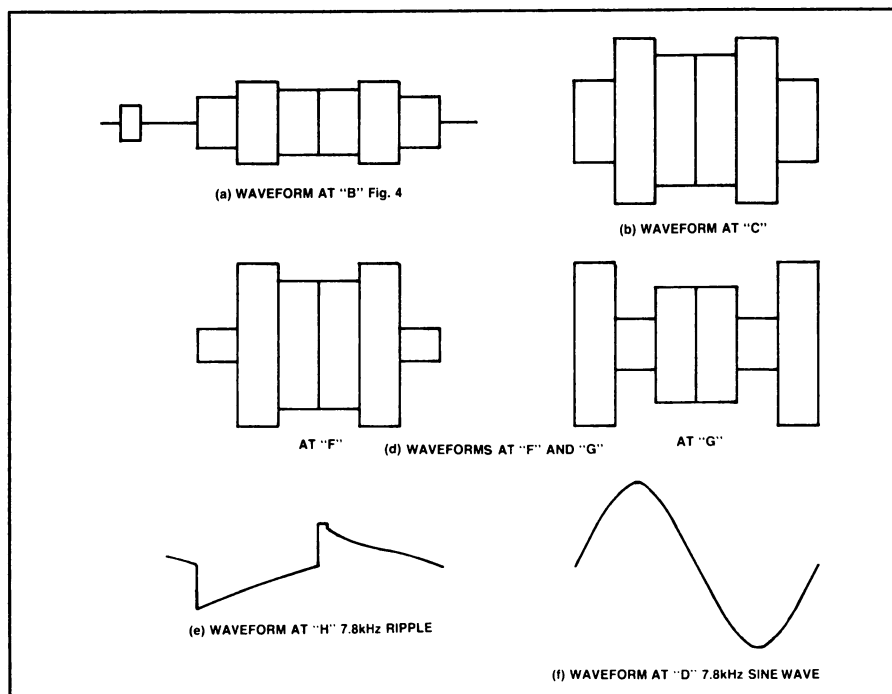 (a) WAVEFORM AT "B" Fig. 4
(b) WAVEFORM AT "C"
AT "F"
(d) WAVEFORMS AT "F" AND "G"
AT "G"
(e) WAVEFORM AT "H" 7.8kHz RIPPLE
(f) WAVEFORM AT "D" 7.8kHz SINE WAVE